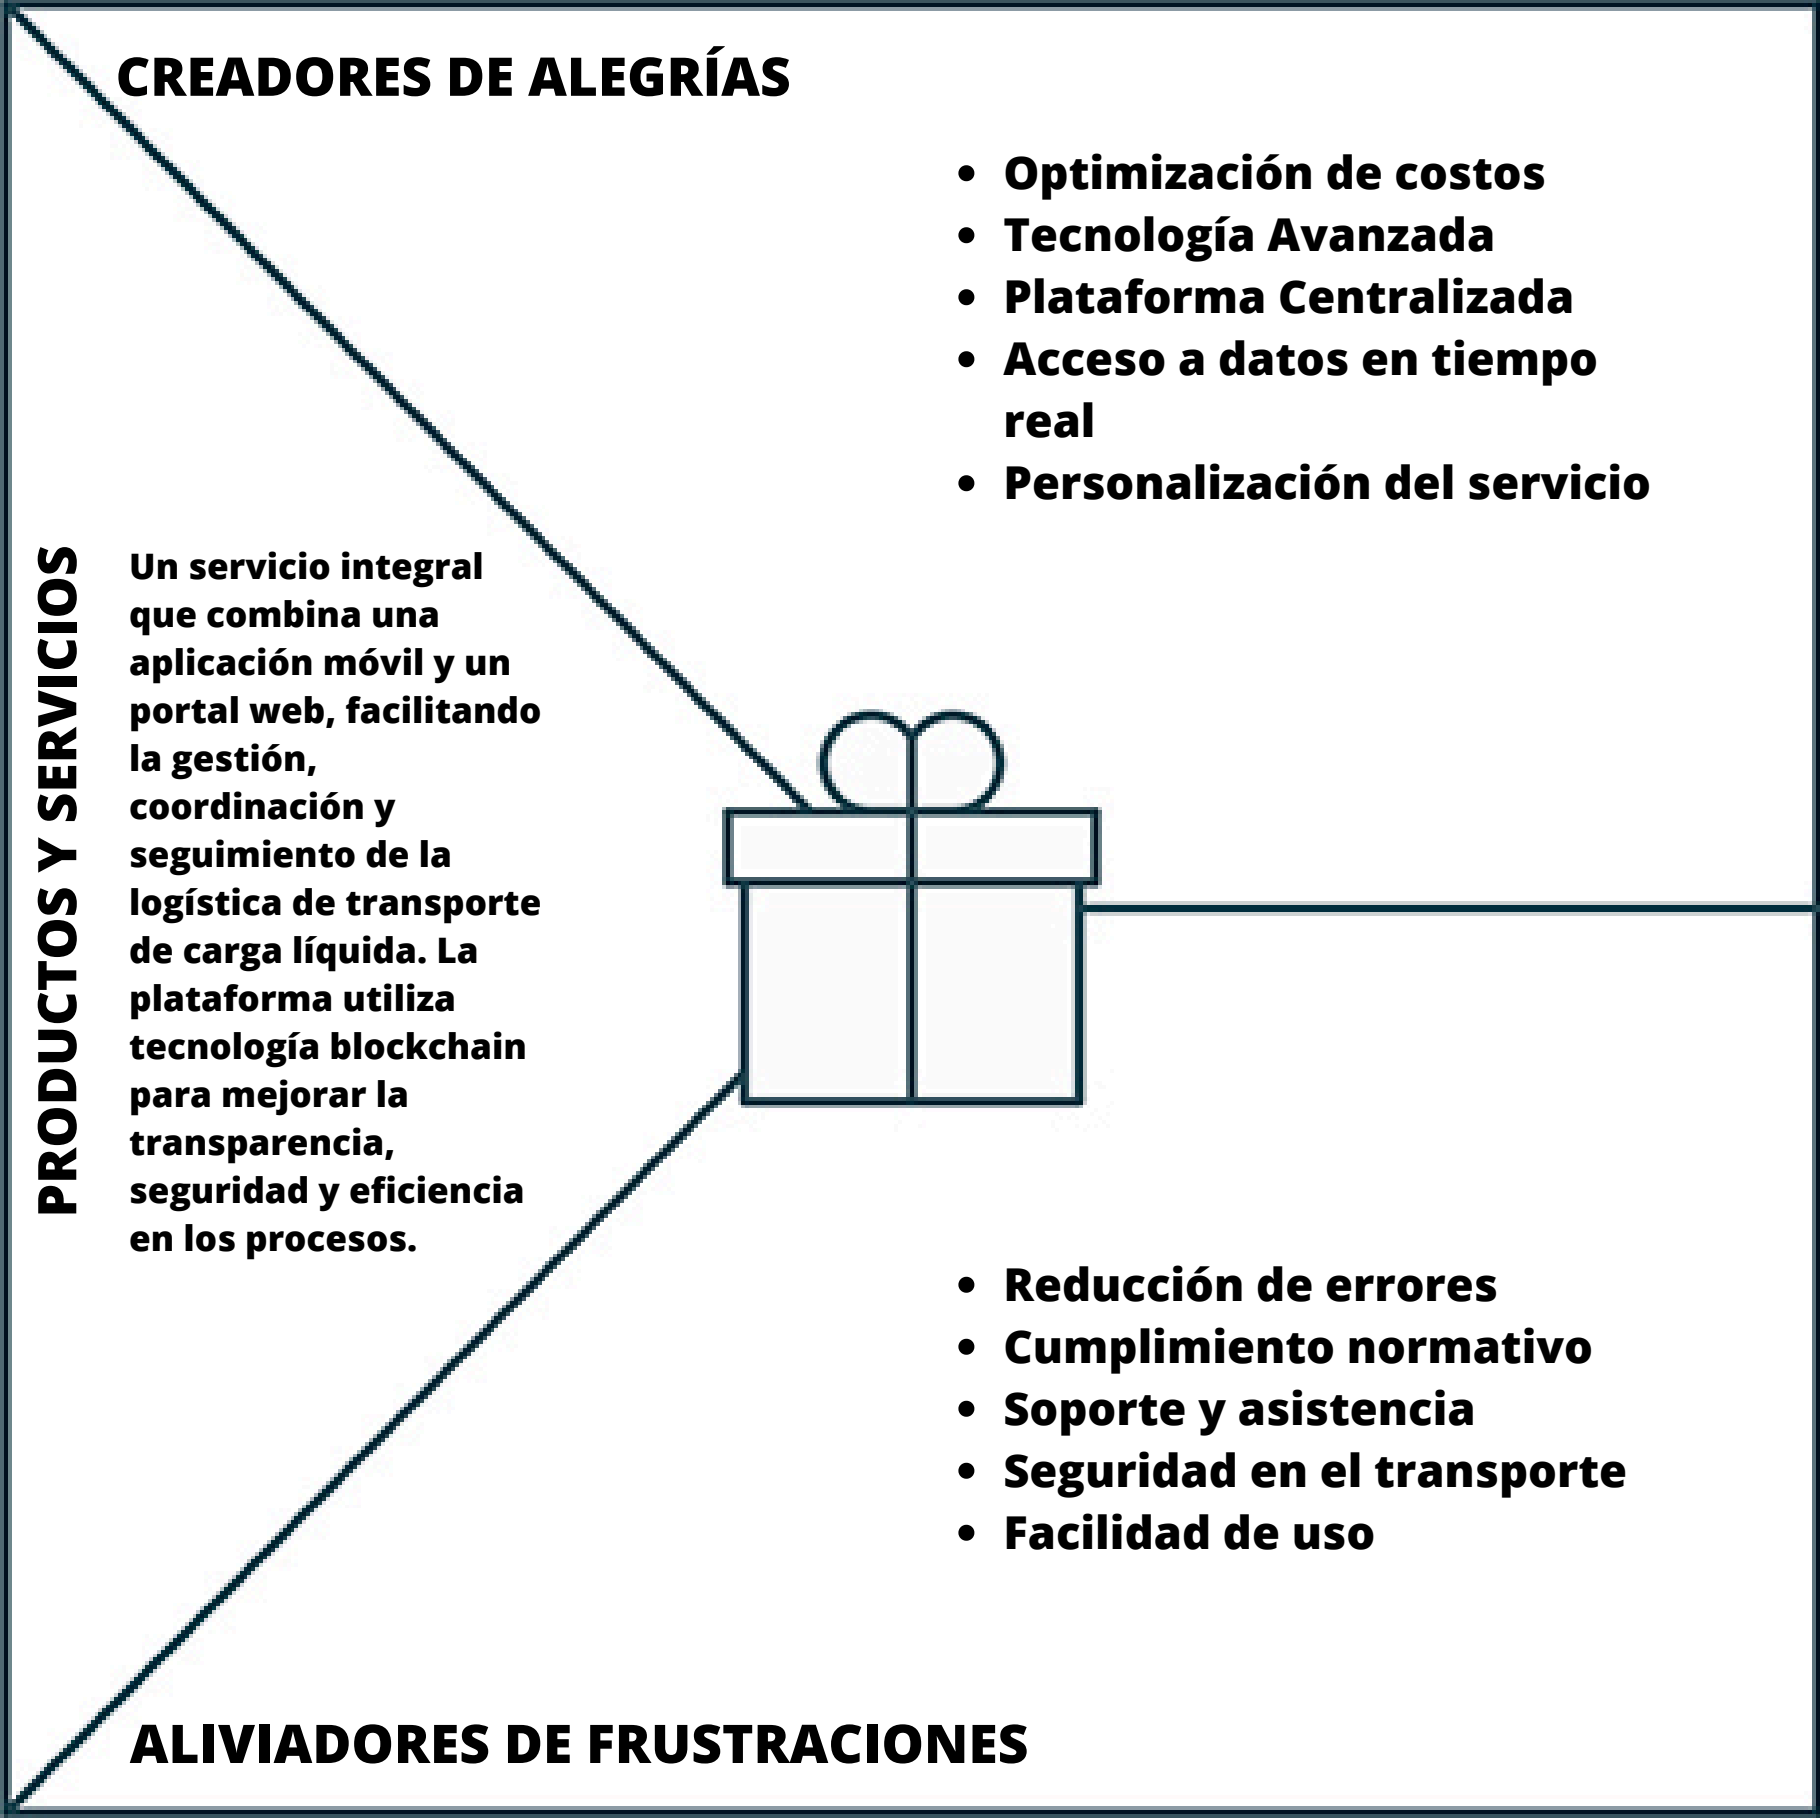 CREADORES DE ALEGRÍAS
• Optimización de costos
• Tecnología Avanzada
• Plataforma Centralizada
• Acceso a datos en tiempo
real
• Personalización del servicio
PRODUCTOS Y SERVICIOS
Un servicio integral
que combina una
aplicación móvil y un
portal web, facilitando
la gestión,
coordinación y
seguimiento de la
logística de transporte
de carga líquida. La
plataforma utiliza
tecnología blockchain
para mejorar la
transparencia,
seguridad y eficiencia
en los procesos.
• Reducción de errores
• Cumplimiento normativo
• Soporte y asistencia
• Seguridad en el transporte
• Facilidad de uso
ALIVIADORES DE FRUSTRACIONES